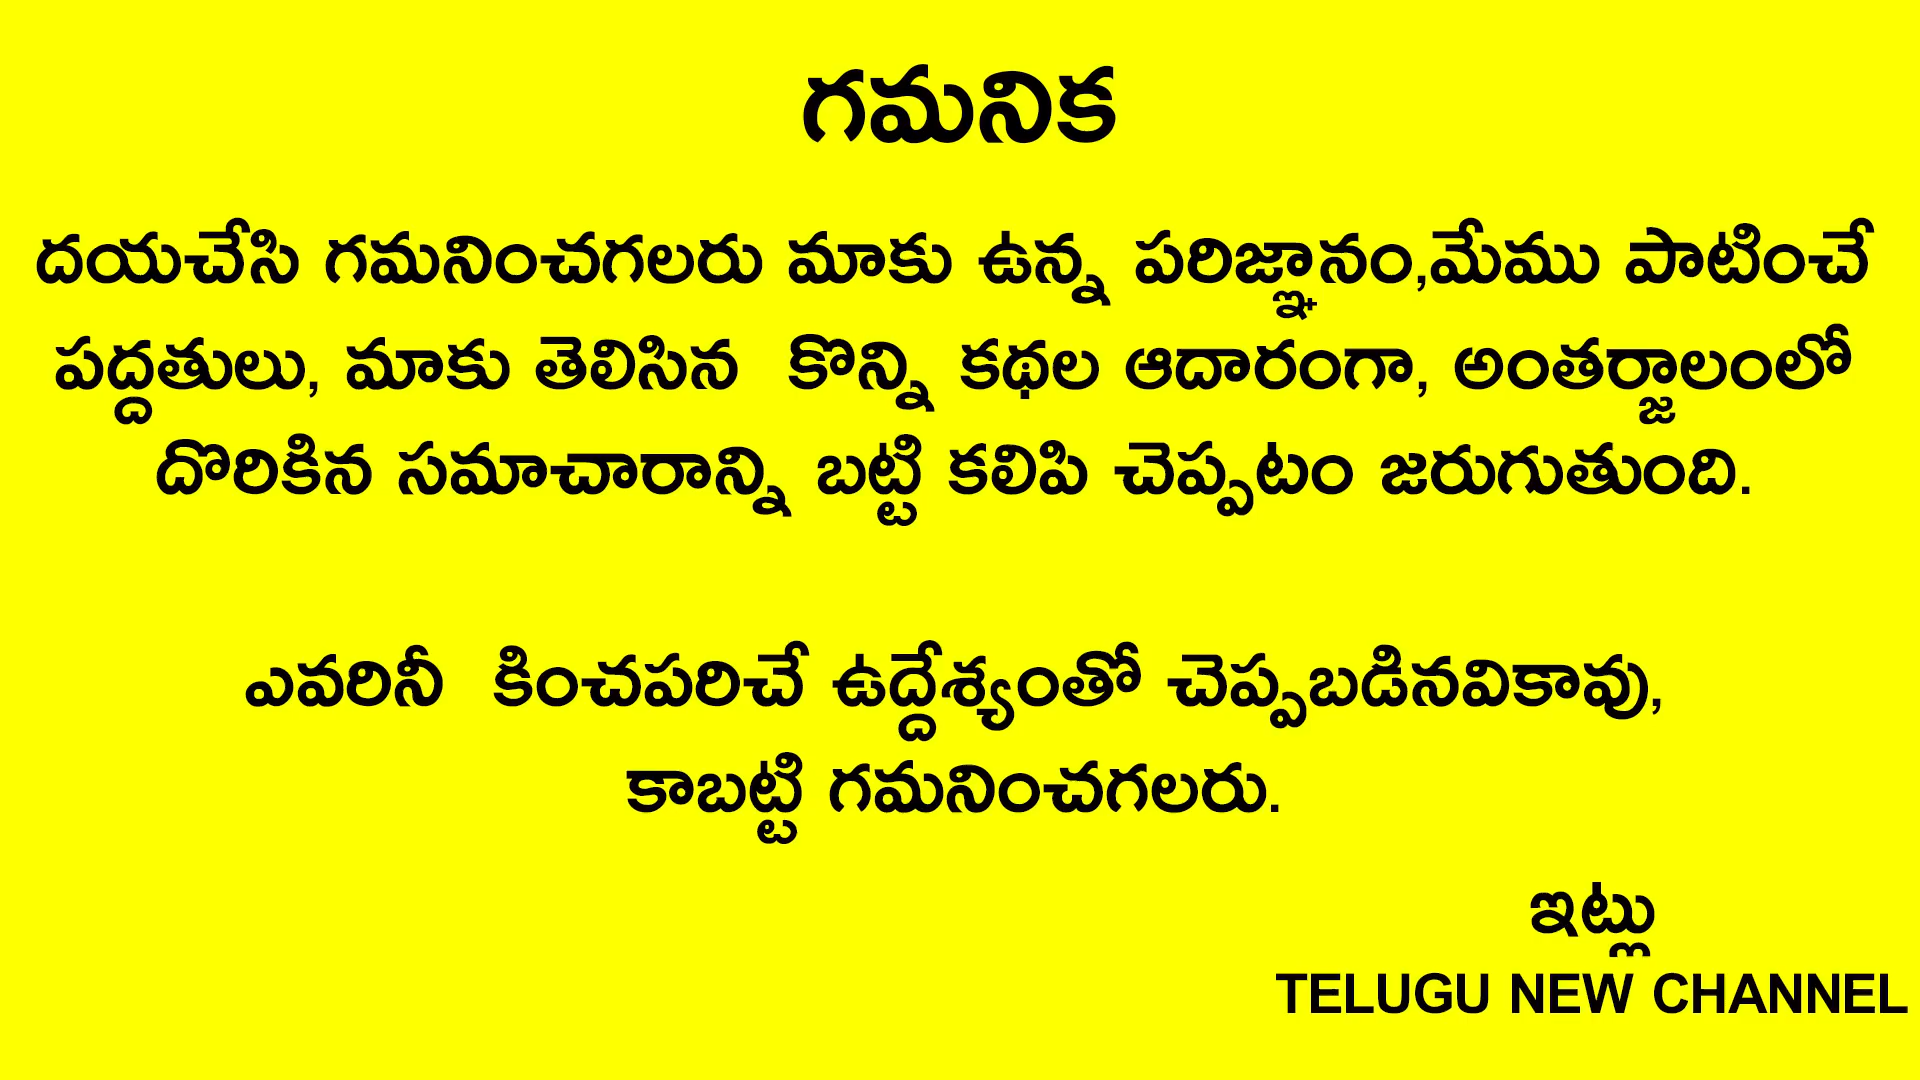 గమనిక
దయచేసి గమనించగలరు మాకు ఉన్న పరిజ్ఞానం,మేము పాటించే
పద్దతులు, మాకు తెలిసిన కొన్ని కథల ఆదారంగా, అంతర్జాలంలో
దొరికిన సమాచారాన్ని బట్టి కలిపి చెప్పటం జరుగుతుంది.
ఎవరినీ కించపరిచే ఉద్దేశ్యంతో చెప్పబడినవికావు,
కాబట్టి గమనించగలరు.
ఇట్లు
TELUGU NEW CHANNEL